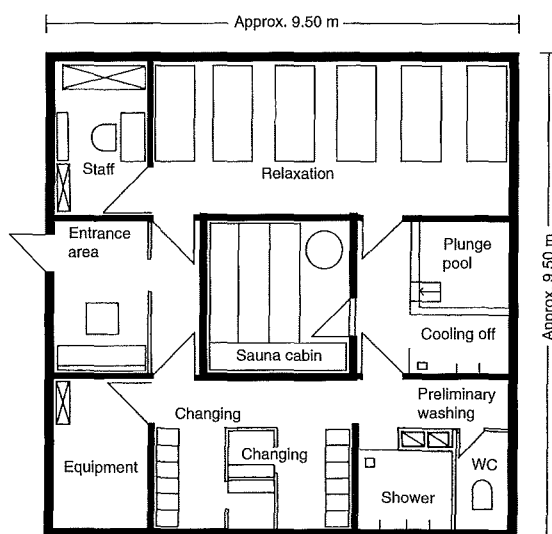 Approx. 9.50 m
Staff
Relaxation
Entrance
area
Plunge
pool
Approx. 9.50 m
Cooling off
Sauna cabin
Preliminary
washing
Changing
Changing
Equipment
WC
Shower